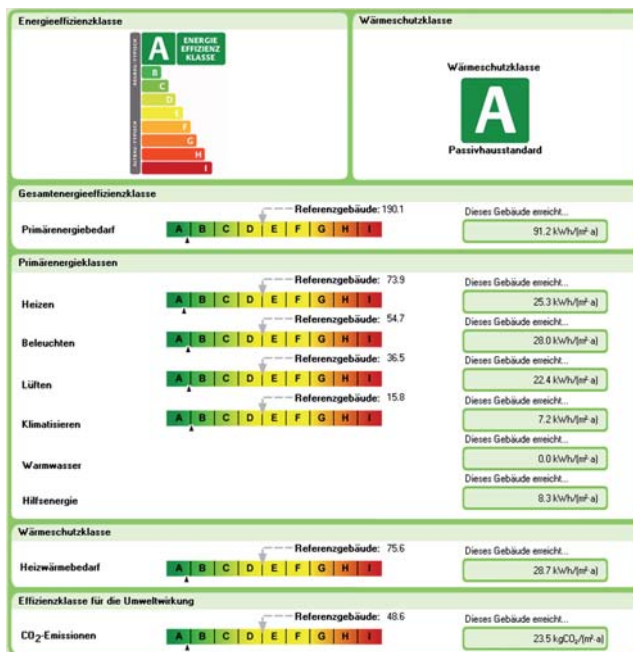 Energieeffizienzklasse
NEUBAU-TYPISCH
ALTBAU-TYPISCH
A ENERGIE EFFIZIENZ KLASSE
B
C
D
E
F
G
H
I
Wärmeschutzklasse
Wärmeschutzklasse
A
Passivhausstandard
Gesamtenergieeffizienzklasse
Referenzgebäude: 190.1
Dieses Gebäude erreicht...
Primärenergiebedarf A B C D E F G H I 91.2 kWh/(m²·a)
Primärenergieklassen
Referenzgebäude: 73.9
Dieses Gebäude erreicht...
Heizen A B C D E F G H I 25.3 kWh/(m²·a)
Referenzgebäude: 54.7
Dieses Gebäude erreicht...
Beleuchten A B C D E F G H I 28.0 kWh/(m²·a)
Referenzgebäude: 36.5
Dieses Gebäude erreicht...
Lüften A B C D E F G H I 22.4 kWh/(m²·a)
Referenzgebäude: 15.8
Dieses Gebäude erreicht...
Klimatisieren A B C D E F G H I 7.2 kWh/(m²·a)
Dieses Gebäude erreicht...
Warmwasser 0.0 kWh/(m²·a)
Dieses Gebäude erreicht...
Hilfsenergie 8.3 kWh/(m²·a)
Wärmeschutzklasse
Referenzgebäude: 75.6
Dieses Gebäude erreicht...
Heizwärmebedarf A B C D E F G H I 28.7 kWh/(m²·a)
Effizienzklasse für die Umweltwirkung
Referenzgebäude: 48.6
Dieses Gebäude erreicht...
CO₂-Emissionen A B C D E F G H I 23.5 kgCO₂/(m²·a)